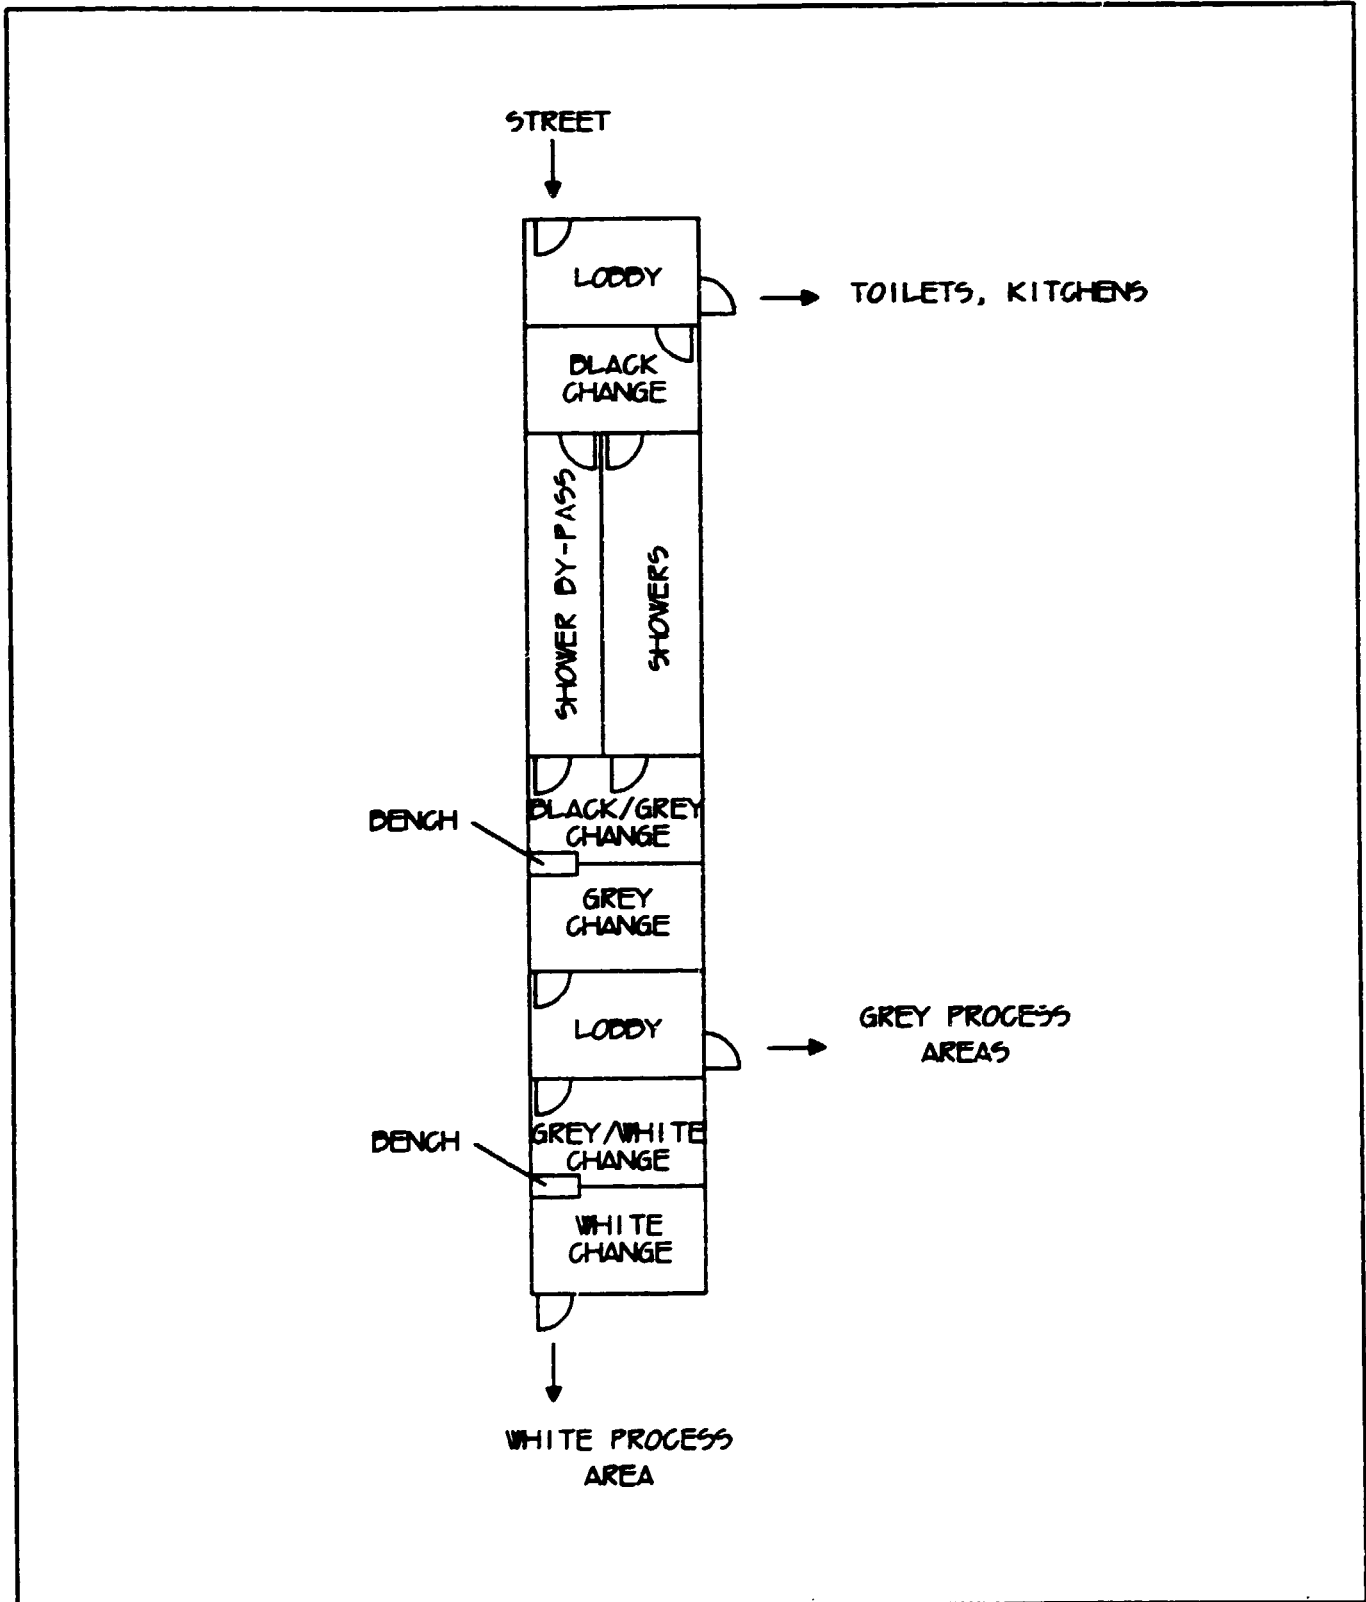 STREET
LOBBY
TOILETS, KITCHENS
BLACK
CHANGE
SHOWER BY-PASS
SHOWERS
BLACK/GREY
CHANGE
BENCH
GREY
CHANGE
LOBBY
GREY PROCESS
AREAS
GREY/WHITE
CHANGE
BENCH
WHITE
CHANGE
WHITE PROCESS
AREA